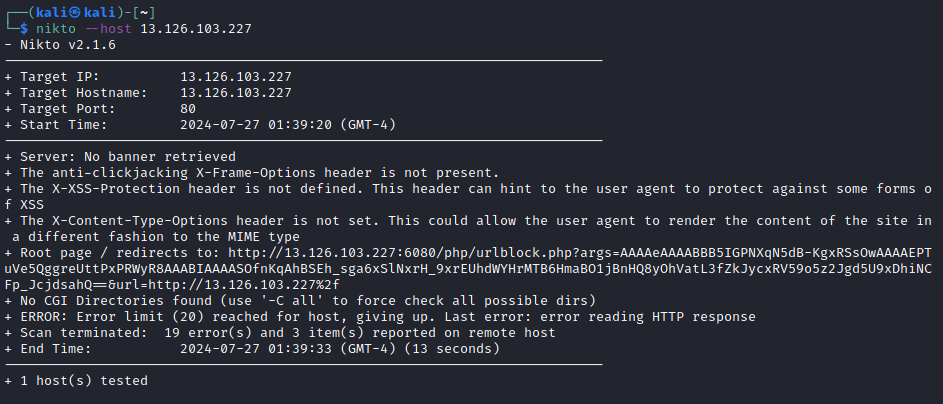 ┌──(kali㉿kali)-[~]
└─$ nikto --host 13.126.103.227
- Nikto v2.1.6
---------------------------------------------------------------------------
+ Target IP:          13.126.103.227
+ Target Hostname:    13.126.103.227
+ Target Port:        80
+ Start Time:         2024-07-27 01:39:20 (GMT-4)
---------------------------------------------------------------------------
+ Server: No banner retrieved
+ The anti-clickjacking X-Frame-Options header is not present.
+ The X-XSS-Protection header is not defined. This header can hint to the user agent to protect against some forms o
f XSS
+ The X-Content-Type-Options header is not set. This could allow the user agent to render the content of the site in
 a different fashion to the MIME type
+ Root page / redirects to: http://13.126.103.227:6080/php/urlblock.php?args=AAAAeAAAABBB5IGPNXqN5dB-KgxRSsOwAAAAEPT
uVe5QggreUttPxPRWyR8AAABIAAAASOfnKqAhBSEh_sga6xSlNxrH_9xrEUhdWYHrMTB6HmaBO1jBnHQ8yOhVatL3fZkJycxRV59o5z2Jgd5U9xDhiNC
Fp_JcjdsahQ==&url=http://13.126.103.227%2f
+ No CGI Directories found (use '-C all' to force check all possible dirs)
+ ERROR: Error limit (20) reached for host, giving up. Last error: error reading HTTP response
+ Scan terminated:  19 error(s) and 3 item(s) reported on remote host
+ End Time:           2024-07-27 01:39:33 (GMT-4) (13 seconds)
---------------------------------------------------------------------------
+ 1 host(s) tested